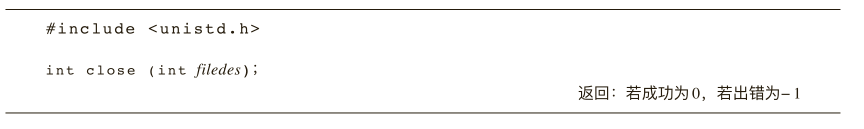 #include <unistd.h>
int close (int filedes);
返回：若成功为0，若出错为–1